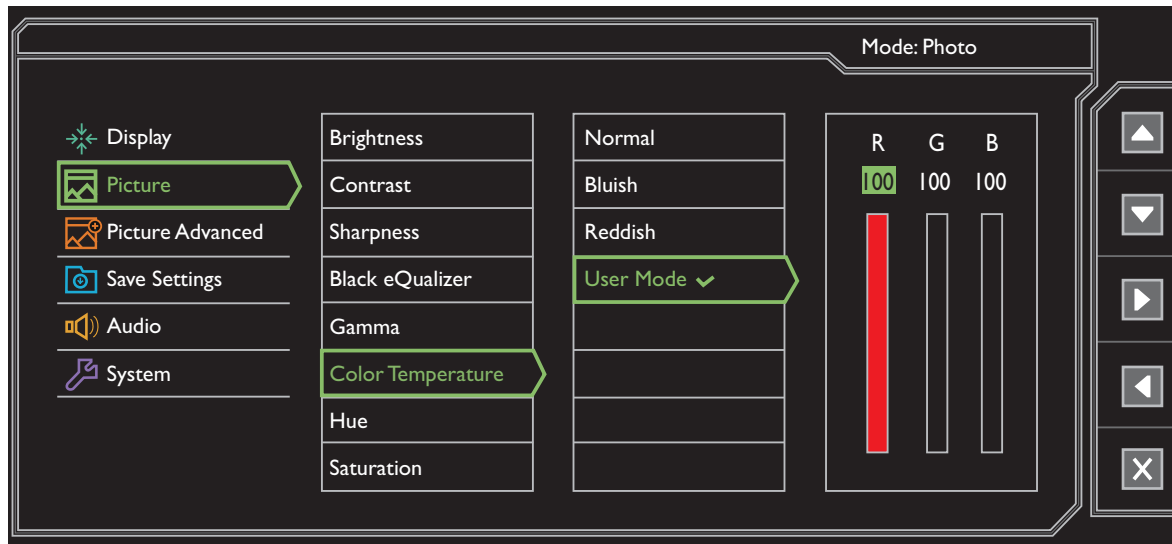 Mode: Photo
Display
Picture
Picture Advanced
Save Settings
Audio
System
Brightness
Contrast
Sharpness
Black eQualizer
Gamma
Color Temperature
Hue
Saturation
Normal
Bluish
Reddish
User Mode
R G B
100 100 100